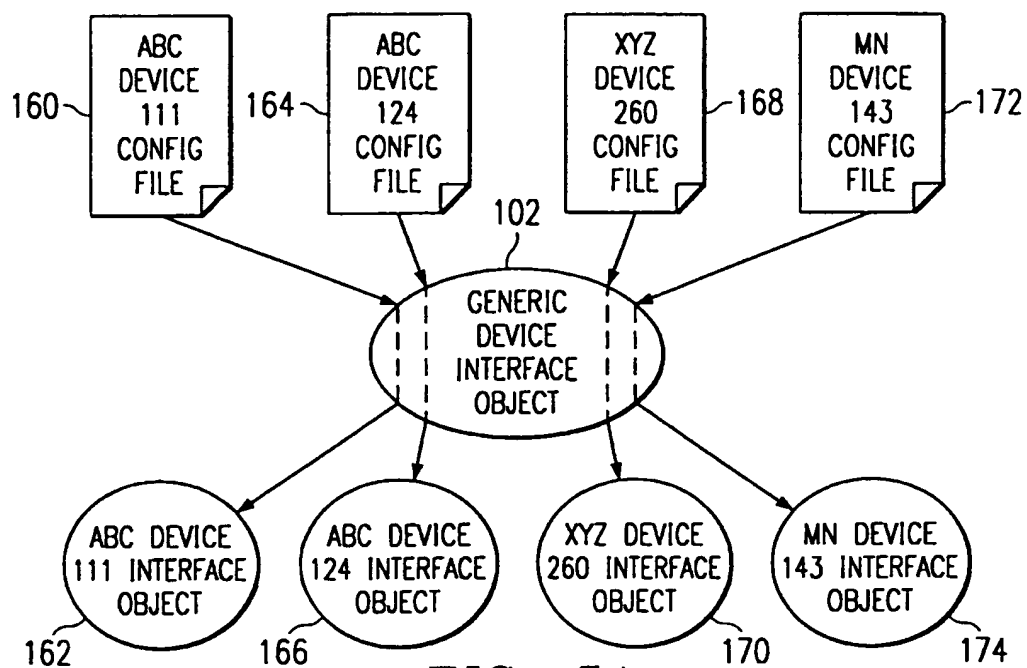 ABC
DEVICE
111
CONFIG
FILE
160
ABC
DEVICE
124
CONFIG
FILE
164
XYZ
DEVICE
260
CONFIG
FILE
168
MN
DEVICE
143
CONFIG
FILE
172
102
GENERIC
DEVICE
INTERFACE
OBJECT
ABC DEVICE
111 INTERFACE
OBJECT
162
ABC DEVICE
124 INTERFACE
OBJECT
166
XYZ DEVICE
260 INTERFACE
OBJECT
170
MN DEVICE
143 INTERFACE
OBJECT
174